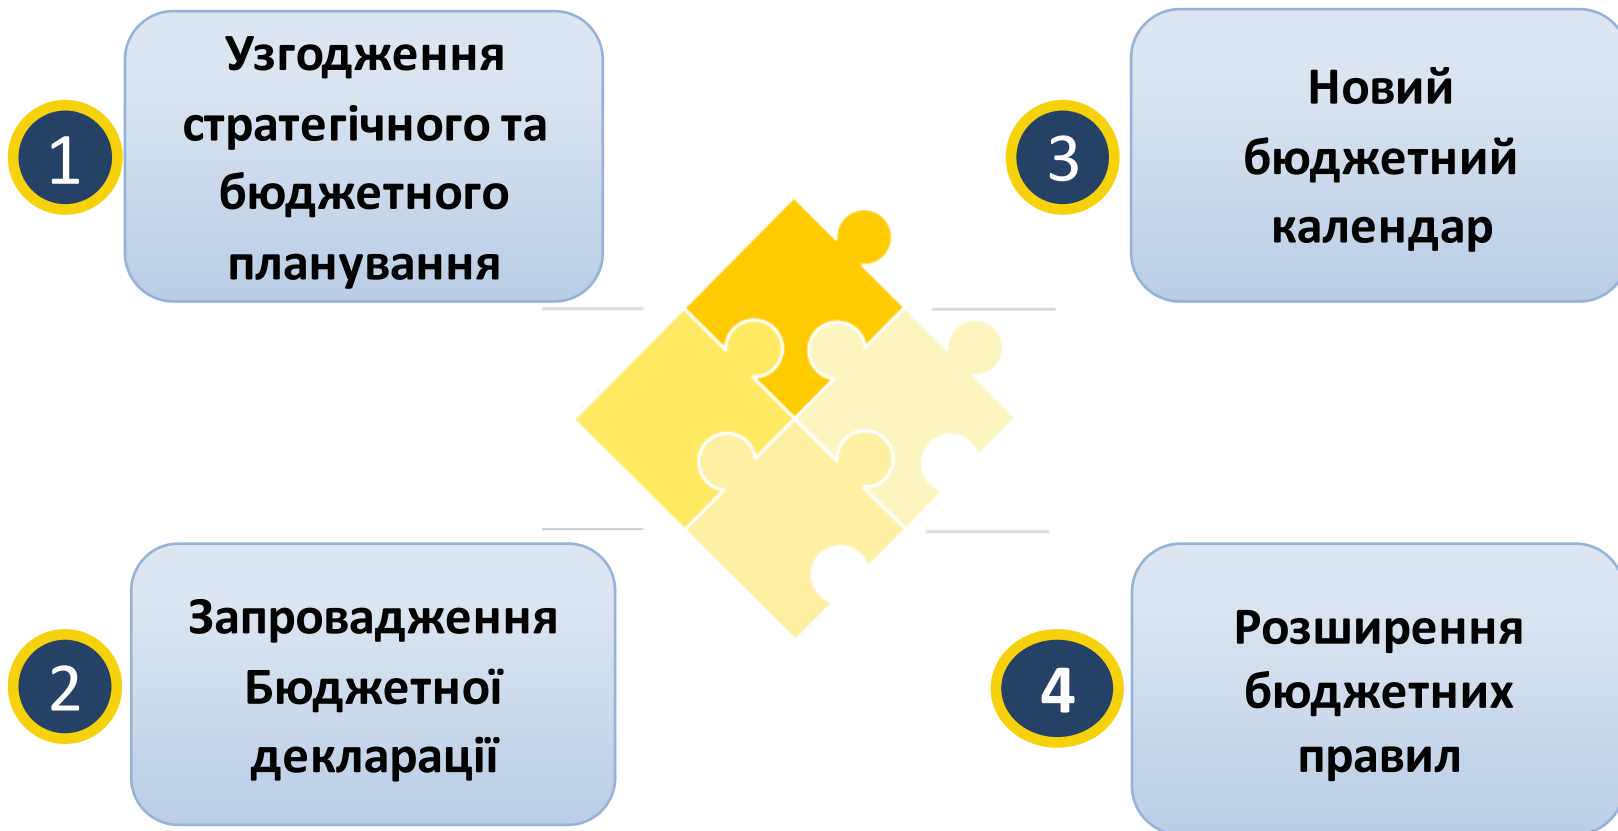 1
Узгодження
стратегічного та
бюджетного
планування
2
Запровадження
Бюджетної
декларації
3
Новий
бюджетний
календар
4
Розширення
бюджетних
правил